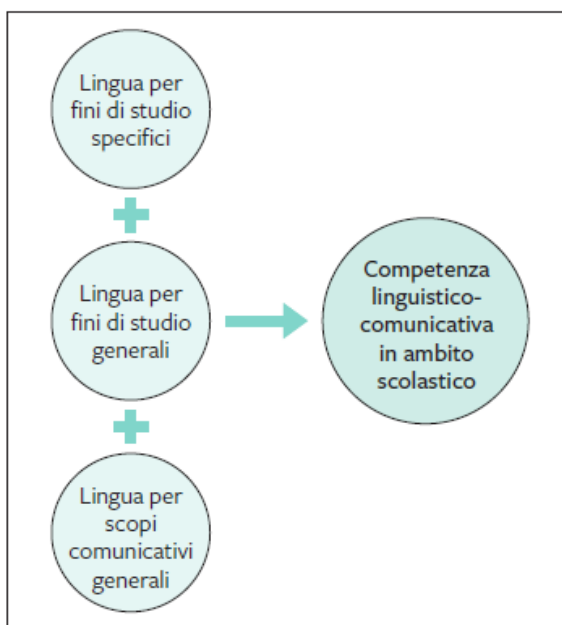 Lingua per
fini di studio
specifici
Lingua per
fini di studio
generali
Competenza
linguistico-
comunicativa
in ambito
scolastico
Lingua per
scopi
comunicativi
generali